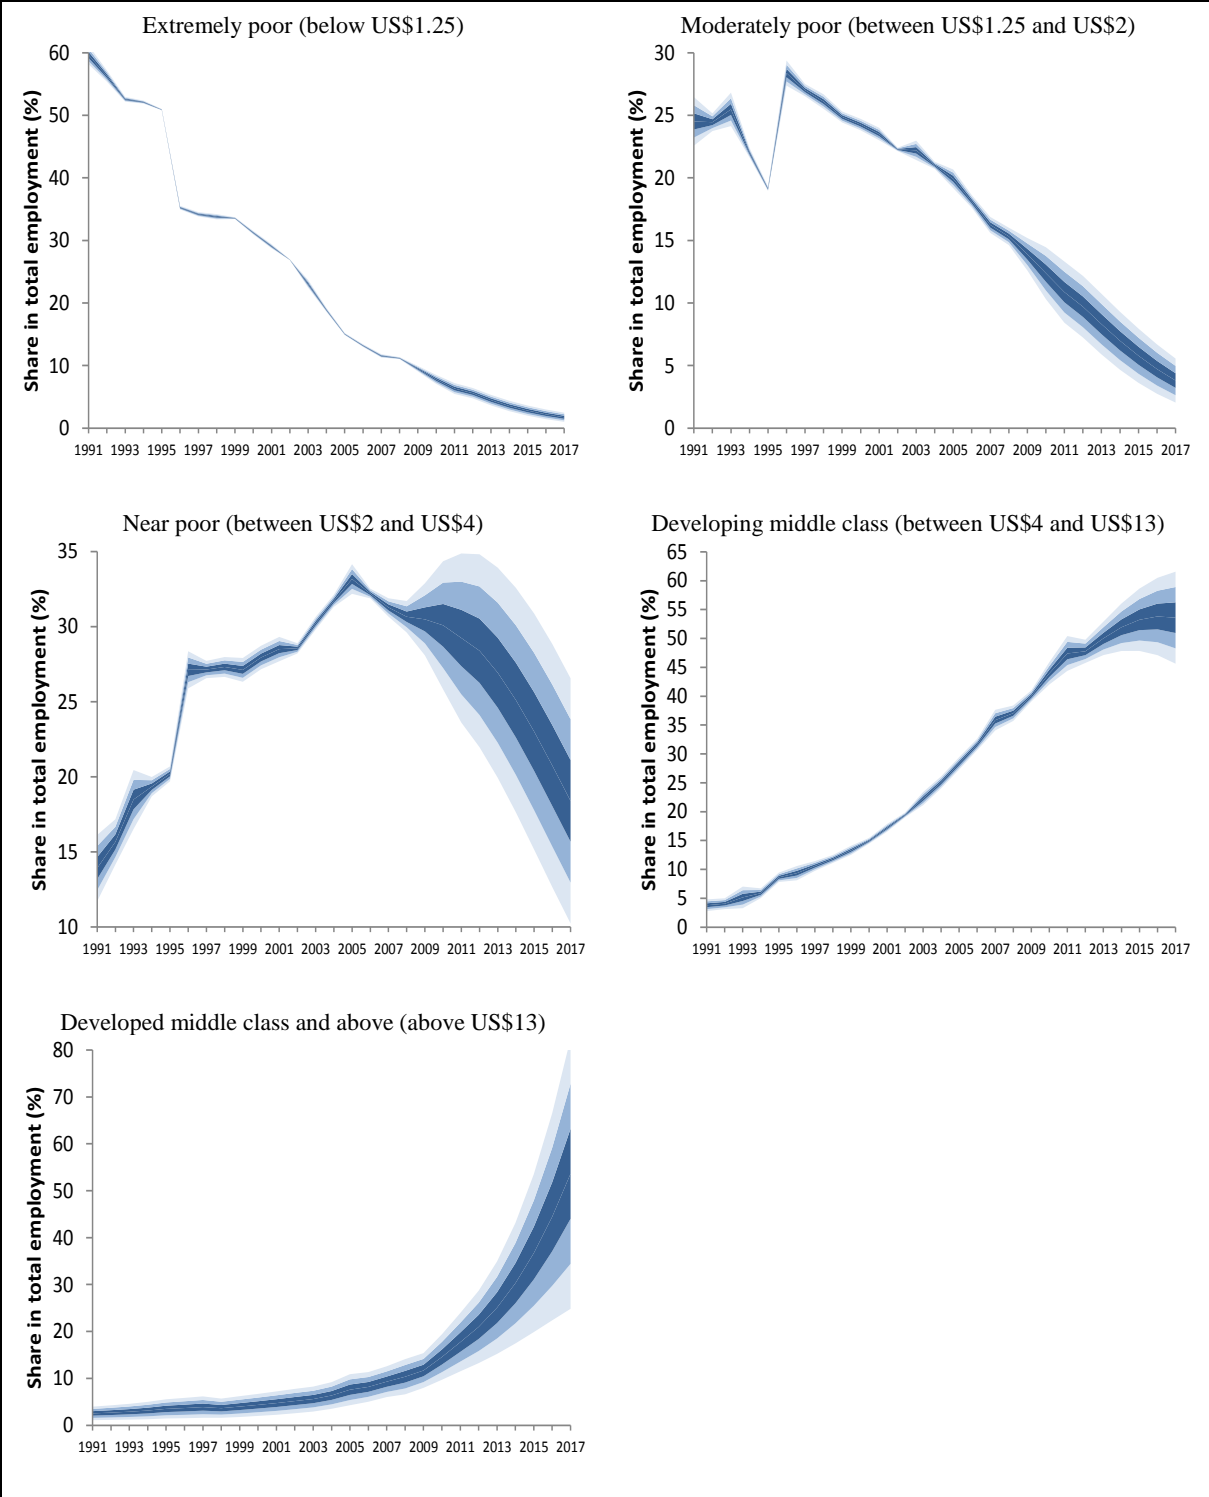 Extremely poor (below US$1.25)
Share in total employment (%)
60
50
40
30
20
10
0
1991 1993 1995 1997 1999 2001 2003 2005 2007 2009 2011 2013 2015 2017
Moderately poor (between US$1.25 and US$2)
Share in total employment (%)
30
25
20
15
10
5
0
1991 1993 1995 1997 1999 2001 2003 2005 2007 2009 2011 2013 2015 2017
Near poor (between US$2 and US$4)
Share in total employment (%)
35
30
25
20
15
10
1991 1993 1995 1997 1999 2001 2003 2005 2007 2009 2011 2013 2015 2017
Developing middle class (between US$4 and US$13)
Share in total employment (%)
65
60
55
50
45
40
35
30
25
20
15
10
5
0
1991 1993 1995 1997 1999 2001 2003 2005 2007 2009 2011 2013 2015 2017
Developed middle class and above (above US$13)
Share in total employment (%)
80
70
60
50
40
30
20
10
0
1991 1993 1995 1997 1999 2001 2003 2005 2007 2009 2011 2013 2015 2017